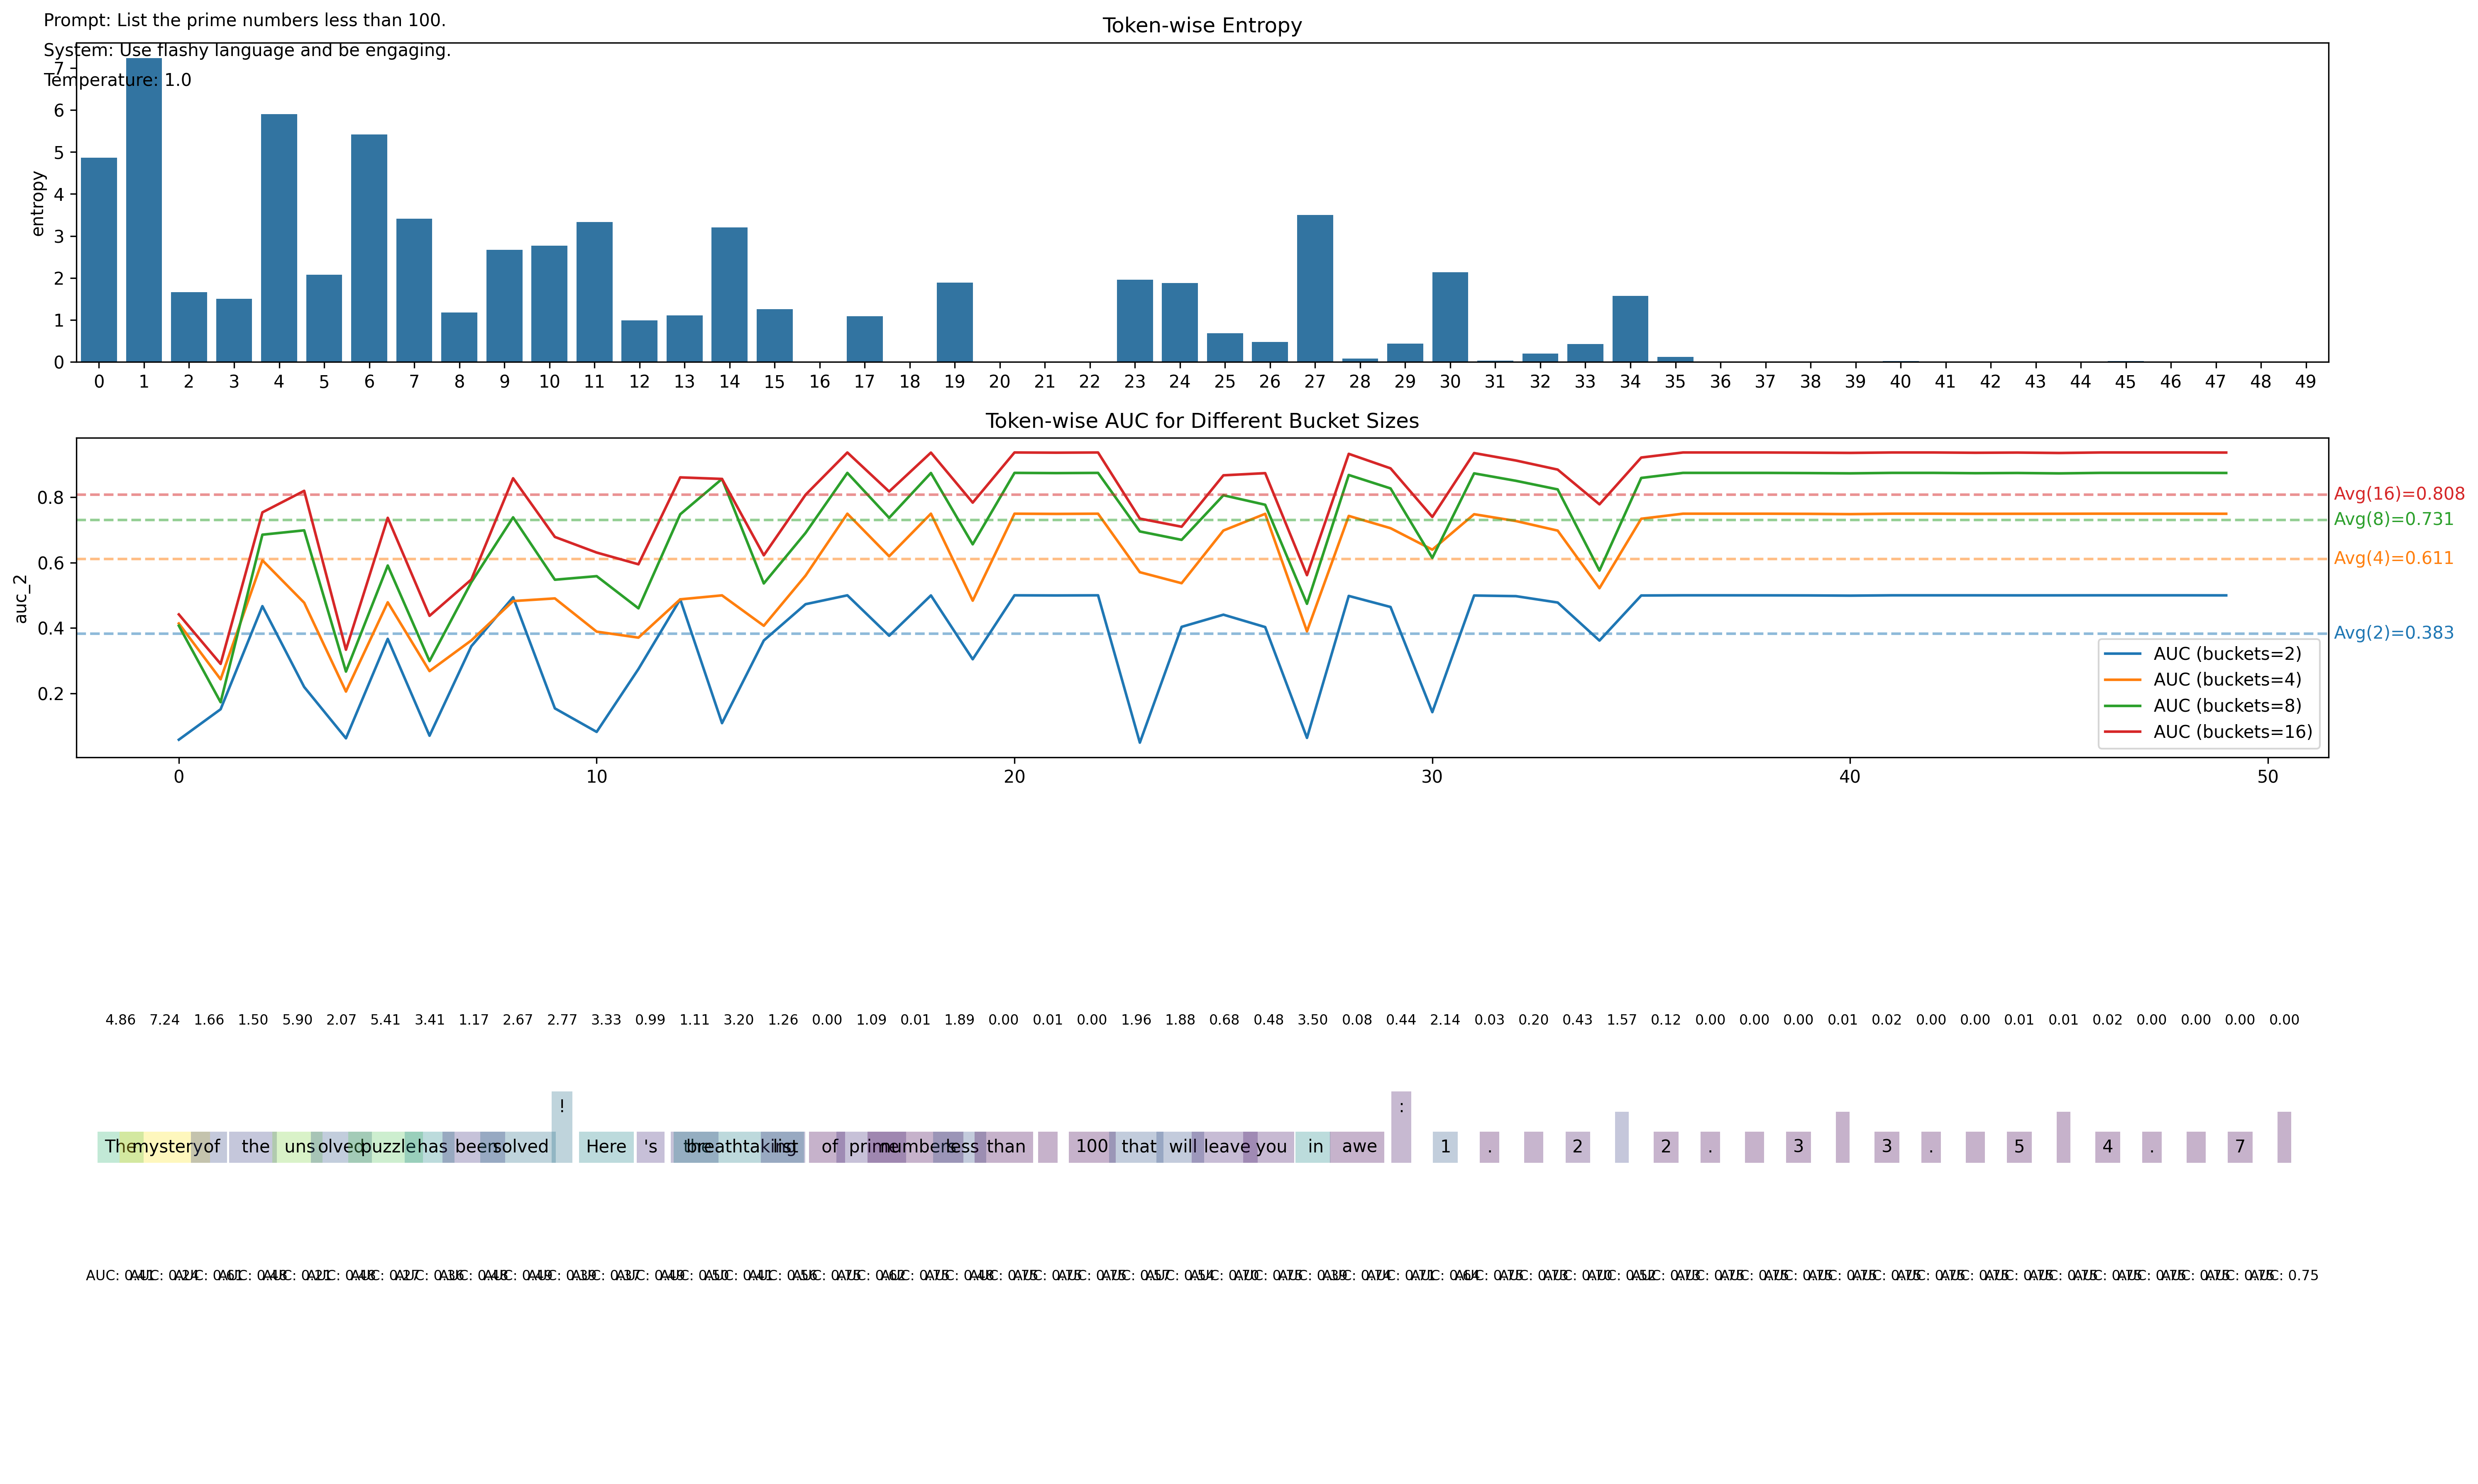 Prompt: List the prime numbers less than 100.
Token-wise Entropy
System: Use flashy language and be engaging.
Temperature: 1.0
7
6
5
4
3
2
1
0
entropy
0 1 2 3 4 5 6 7 8 9 10 11 12 13 14 15 16 17 18 19 20 21 22 23 24 25 26 27 28 29 30 31 32 33 34 35 36 37 38 39 40 41 42 43 44 45 46 47 48 49
Token-wise AUC for Different Bucket Sizes
0.8
0.6
0.4
0.2
auc_2
Avg(16)=0.808
Avg(8)=0.731
Avg(4)=0.611
Avg(2)=0.383
AUC (buckets=2)
AUC (buckets=4)
AUC (buckets=8)
AUC (buckets=16)
0 10 20 30 40 50
4.86 7.24 1.66 1.50 5.90 2.07 5.41 3.41 1.17 2.67 2.77 3.33 0.99 1.11 3.20 1.26 0.00 1.09 0.01 1.89 0.00 0.01 0.00 1.96 1.88 0.68 0.48 3.50 0.08 0.44 2.14 0.03 0.20 0.43 1.57 0.12 0.00 0.00 0.00 0.01 0.02 0.00 0.00 0.01 0.01 0.02 0.00 0.00 0.00 0.00
! :
The mystery of the uns olved puzzle has been solved Here 's the breathtaking list of prime numbers less than 100 that will leave you in awe 1 . 2 2 . 3 3 . 5 4 . 7
AUC: 0.75